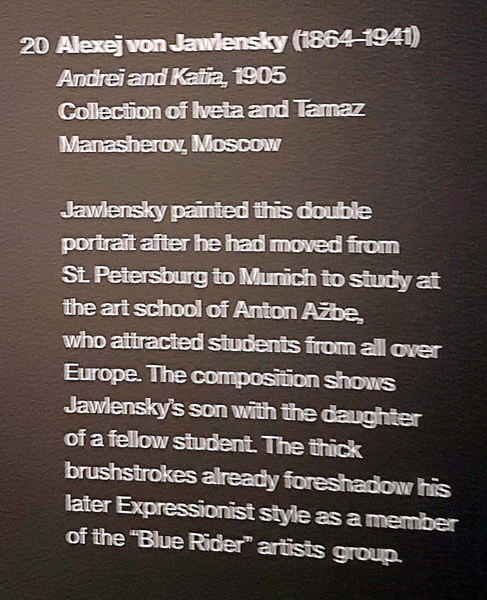 20 Alexej von Jawlensky (1864–1941)
Andrei and Katia, 1905
Collection of Iveta and Tamaz
Manasherov, Moscow
Jawlensky painted this double
portrait after he had moved from
St. Petersburg to Munich to study at
the art school of Anton Ažbe,
who attracted students from all over
Europe. The composition shows
Jawlensky's son with the daughter
of a fellow student. The thick
brushstrokes already foreshadow his
later Expressionist style as a member
of the “Blue Rider” artists group.